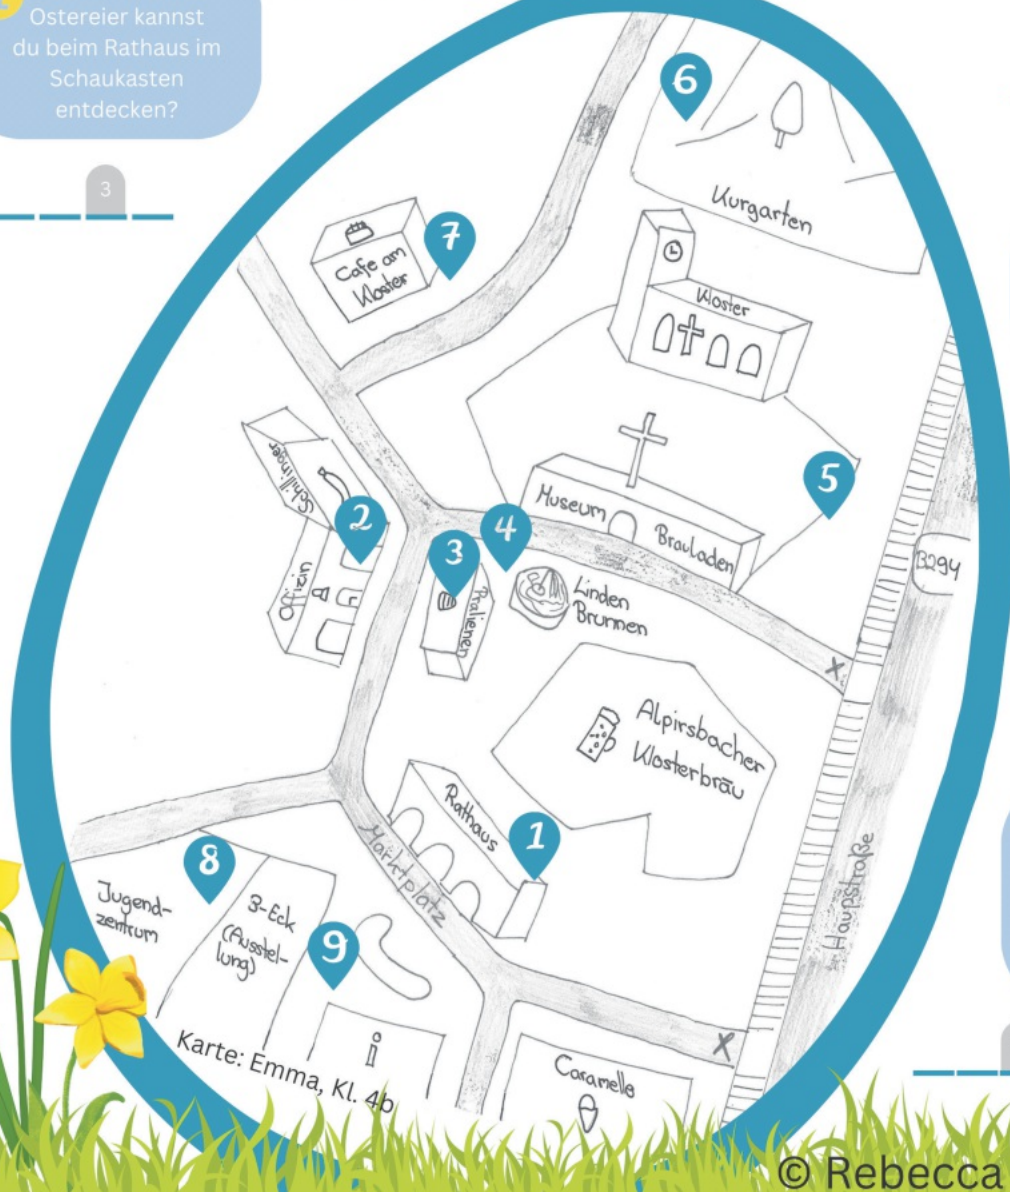 Ostereier kannst
du beim Rathaus im
Schaukasten
entdecken?
3
6
Kurgarten
7
Cafe am
Kloster
Kloster
5
Schillinger
2
4
3
Museum
Brauladen
B294
Linden
Brunnen
Pralienen
Alpirsbacher
Klosterbräu
Rathaus
1
Marktplatz
Hauptstraße
8
Jugend-
zentrum
3-Eck
(Ausstel-
lung)
9
i
Karte: Emma, Kl. 4b
Caramello
© Rebecca